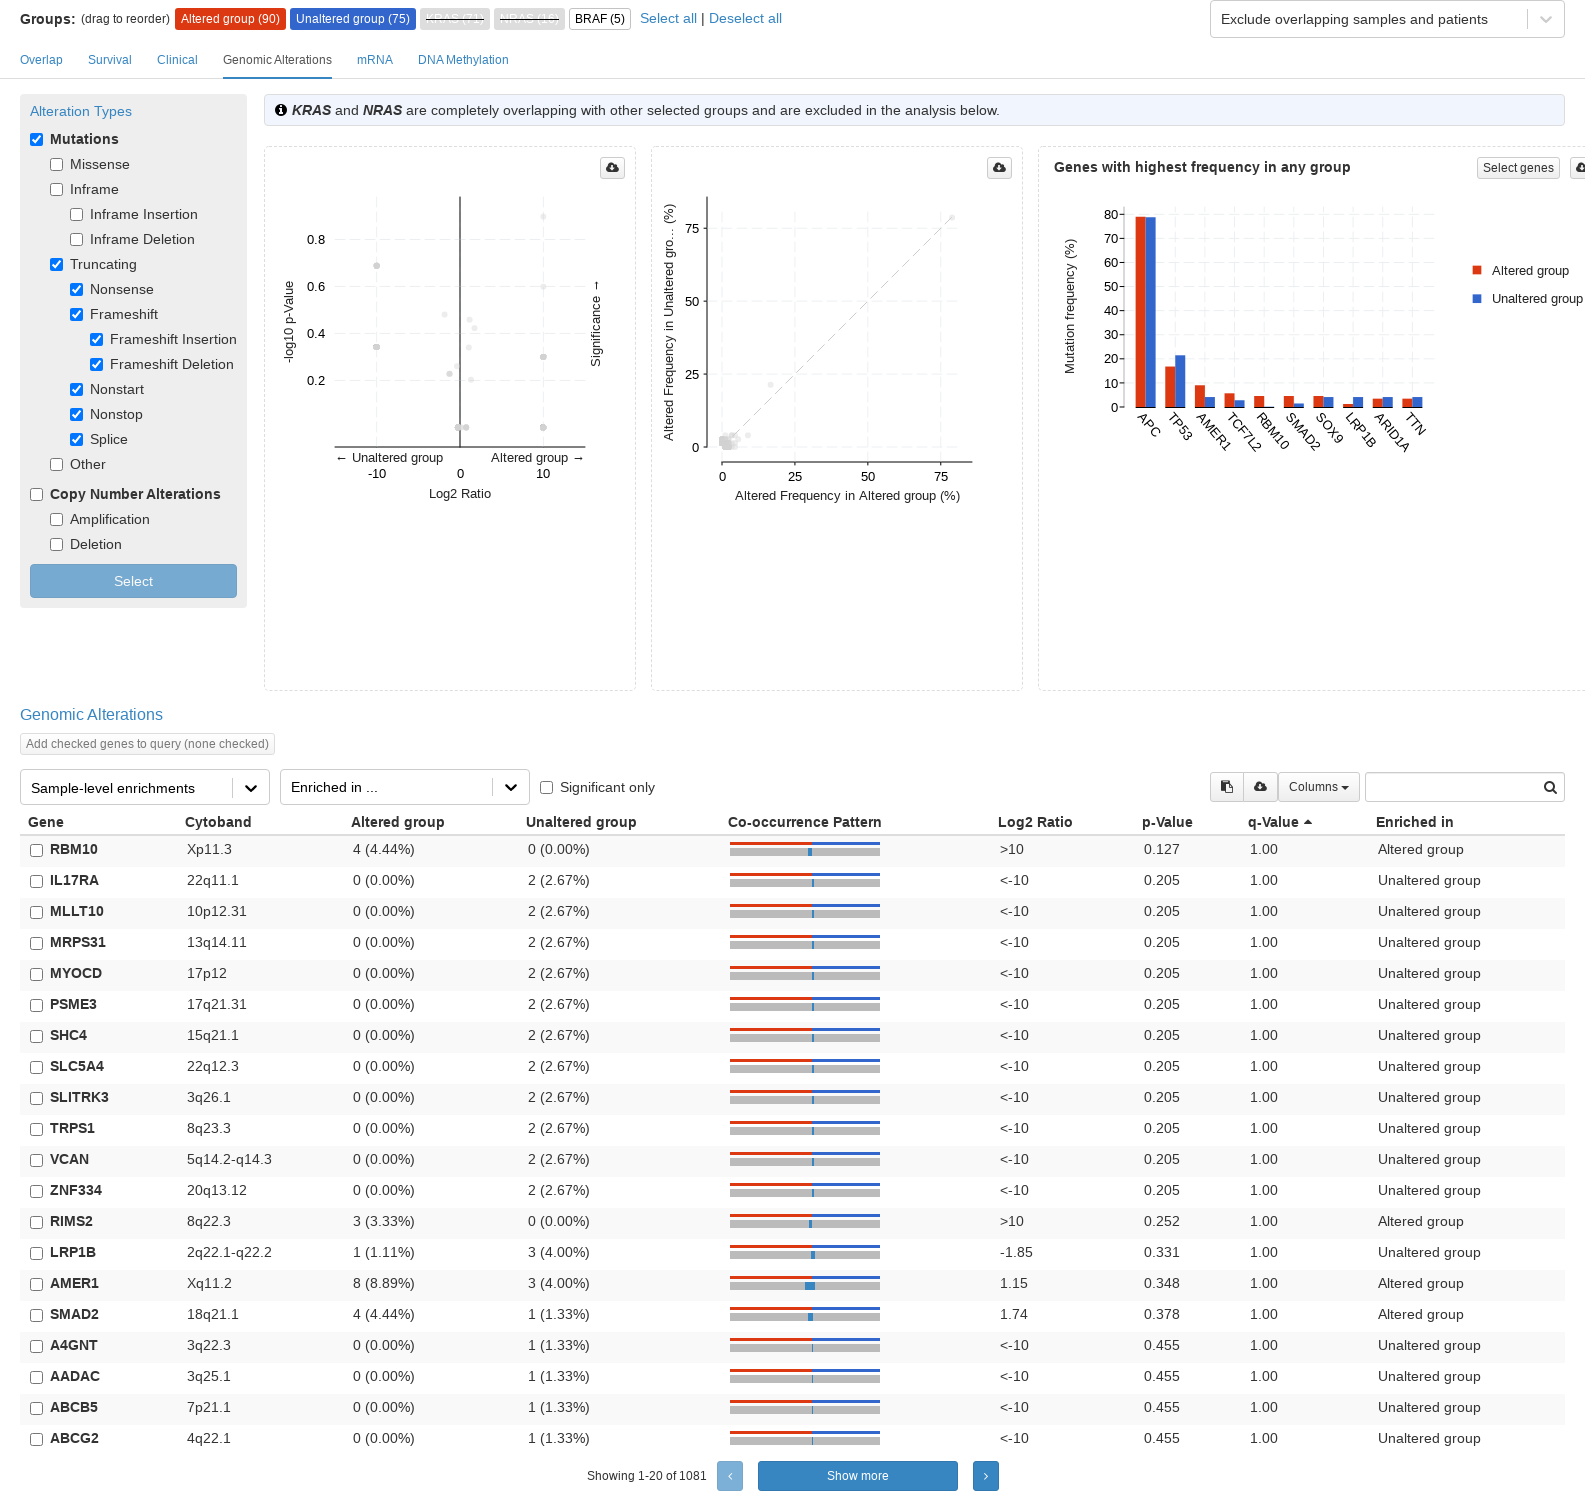 Groups: (drag to reorder) Altered group (90) Unaltered group (75) KRAS (71) NRAS (19) BRAF (5) Select all | Deselect all Exclude overlapping samples and patients
Overlap Survival Clinical Genomic Alterations mRNA DNA Methylation
Alteration Types
Mutations
Missense
Inframe
Inframe Insertion
Inframe Deletion
Truncating
Nonsense
Frameshift
Frameshift Insertion
Frameshift Deletion
Nonstart
Nonstop
Splice
Other
Copy Number Alterations
Amplification
Deletion
Select
KRAS and NRAS are completely overlapping with other selected groups and are excluded in the analysis below.
0.8
0.6
0.4
0.2
-log10 p-Value
Significance →
← Unaltered group Altered group →
-10 0 10
Log2 Ratio
75
50
25
0
Altered Frequency in Unaltered gro... (%)
0 25 50 75
Altered Frequency in Altered group (%)
Genes with highest frequency in any group Select genes
80
70
60
50
40
30
20
10
0
Mutation frequency (%)
APC TP53 AMER1 TCF7L2 RBM10 SMAD2 SOX9 LRP1B ARID1A TTN
Altered group
Unaltered group
Genomic Alterations
Add checked genes to query (none checked)
Sample-level enrichments Enriched in ... Significant only Columns
Gene Cytoband Altered group Unaltered group Co-occurrence Pattern Log2 Ratio p-Value q-Value Enriched in
RBM10 Xp11.3 4 (4.44%) 0 (0.00%) >10 0.127 1.00 Altered group
IL17RA 22q11.1 0 (0.00%) 2 (2.67%) <-10 0.205 1.00 Unaltered group
MLLT10 10p12.31 0 (0.00%) 2 (2.67%) <-10 0.205 1.00 Unaltered group
MRPS31 13q14.11 0 (0.00%) 2 (2.67%) <-10 0.205 1.00 Unaltered group
MYOCD 17p12 0 (0.00%) 2 (2.67%) <-10 0.205 1.00 Unaltered group
PSME3 17q21.31 0 (0.00%) 2 (2.67%) <-10 0.205 1.00 Unaltered group
SHC4 15q21.1 0 (0.00%) 2 (2.67%) <-10 0.205 1.00 Unaltered group
SLC5A4 22q12.3 0 (0.00%) 2 (2.67%) <-10 0.205 1.00 Unaltered group
SLITRK3 3q26.1 0 (0.00%) 2 (2.67%) <-10 0.205 1.00 Unaltered group
TRPS1 8q23.3 0 (0.00%) 2 (2.67%) <-10 0.205 1.00 Unaltered group
VCAN 5q14.2-q14.3 0 (0.00%) 2 (2.67%) <-10 0.205 1.00 Unaltered group
ZNF334 20q13.12 0 (0.00%) 2 (2.67%) <-10 0.205 1.00 Unaltered group
RIMS2 8q22.3 3 (3.33%) 0 (0.00%) >10 0.252 1.00 Altered group
LRP1B 2q22.1-q22.2 1 (1.11%) 3 (4.00%) -1.85 0.331 1.00 Unaltered group
AMER1 Xq11.2 8 (8.89%) 3 (4.00%) 1.15 0.348 1.00 Altered group
SMAD2 18q21.1 4 (4.44%) 1 (1.33%) 1.74 0.378 1.00 Altered group
A4GNT 3q22.3 0 (0.00%) 1 (1.33%) <-10 0.455 1.00 Unaltered group
AADAC 3q25.1 0 (0.00%) 1 (1.33%) <-10 0.455 1.00 Unaltered group
ABCB5 7p21.1 0 (0.00%) 1 (1.33%) <-10 0.455 1.00 Unaltered group
ABCG2 4q22.1 0 (0.00%) 1 (1.33%) <-10 0.455 1.00 Unaltered group
Showing 1-20 of 1081 Show more